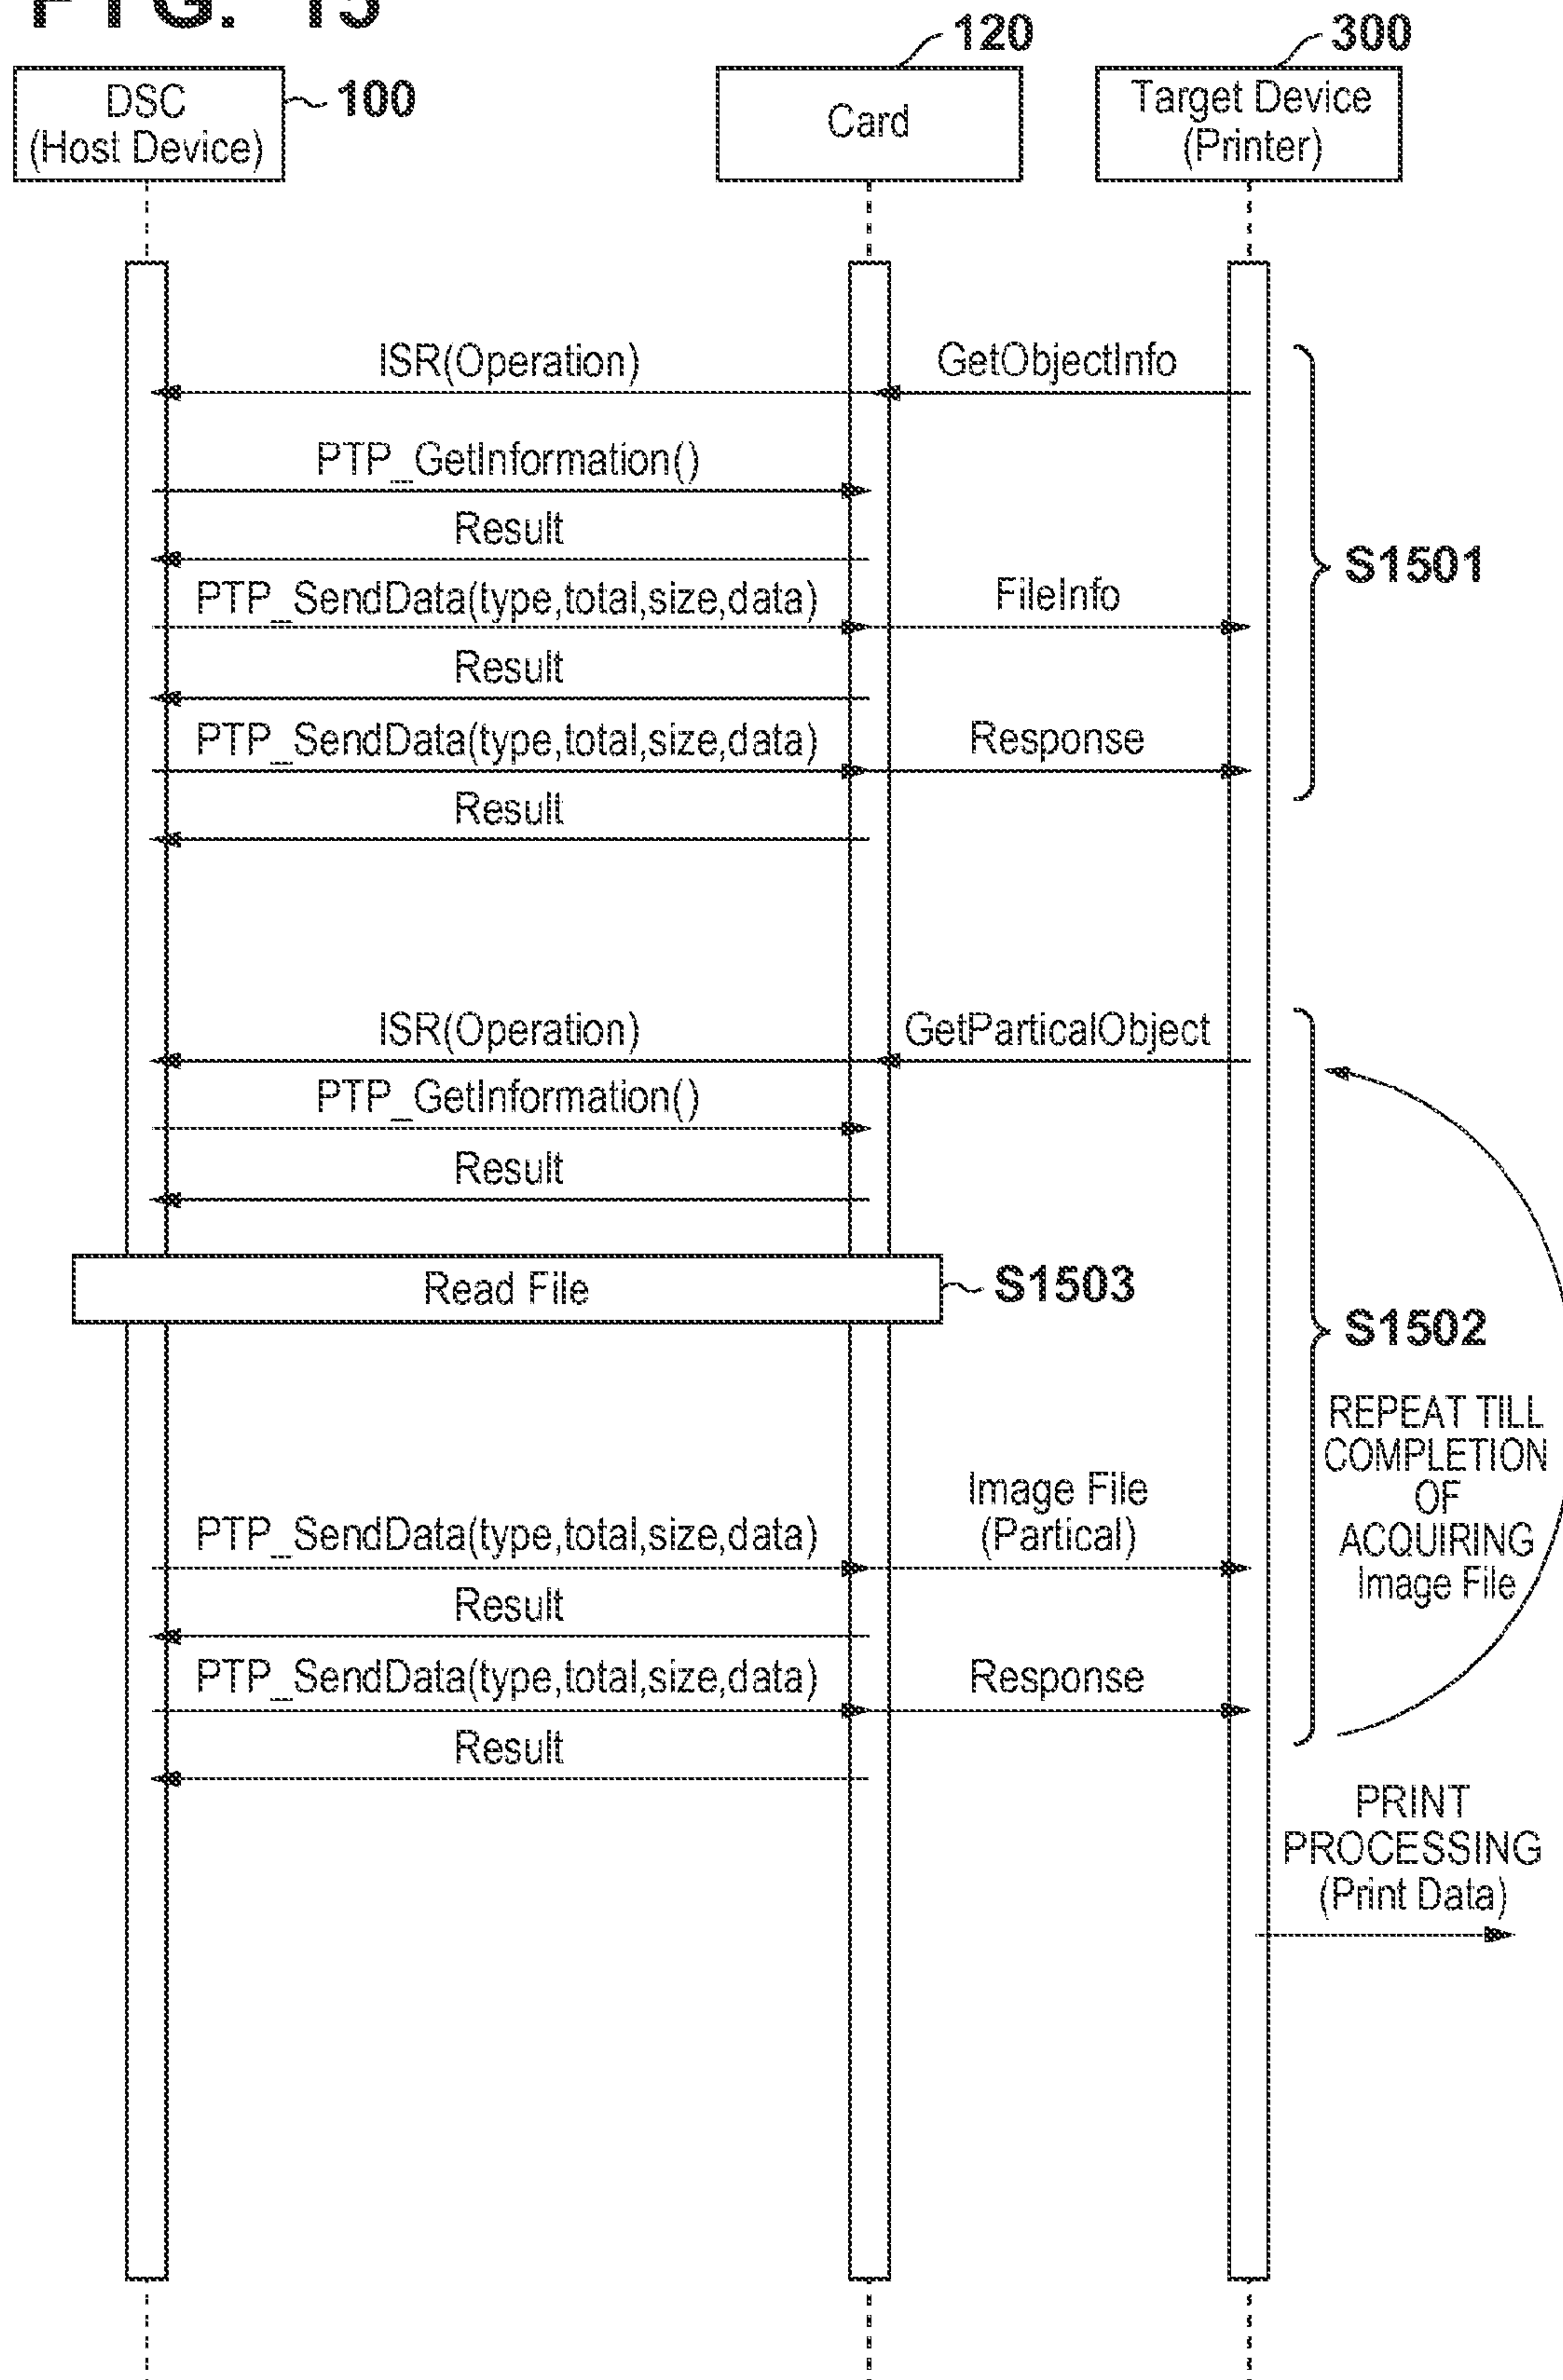 FIG. 15
120
300
DSC
(Host Device)
100
Card
Target Device
(Printer)
ISR(Operation)
GetObjectInfo
PTP_GetInformation()
Result
S1501
PTP_SendData(type,total,size,data)
FileInfo
Result
PTP_SendData(type,total,size,data)
Response
Result
ISR(Operation)
GetParticalObject
PTP_GetInformation()
Result
Read File
S1503
S1502
REPEAT TILL
COMPLETION
OF
ACQUIRING
Image File
Image File
(Partical)
PTP_SendData(type,total,size,data)
Result
PTP_SendData(type,total,size,data)
Response
Result
PRINT
PROCESSING
(Print Data)